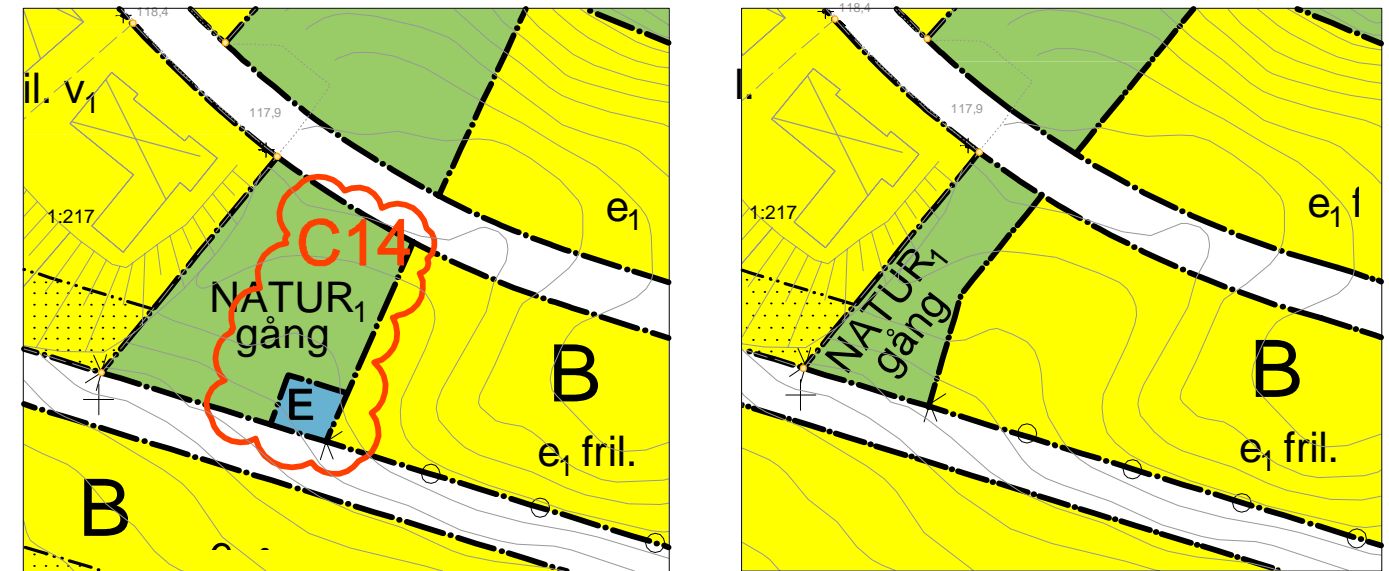 118,4
il. v₁
117,9
1:217
e₁
C14
NATUR₁
gång
E
B
e₁ fril.
B
118,4
117,9
1:217
e₁ f
NATUR₁
gång
B
e₁ fril.